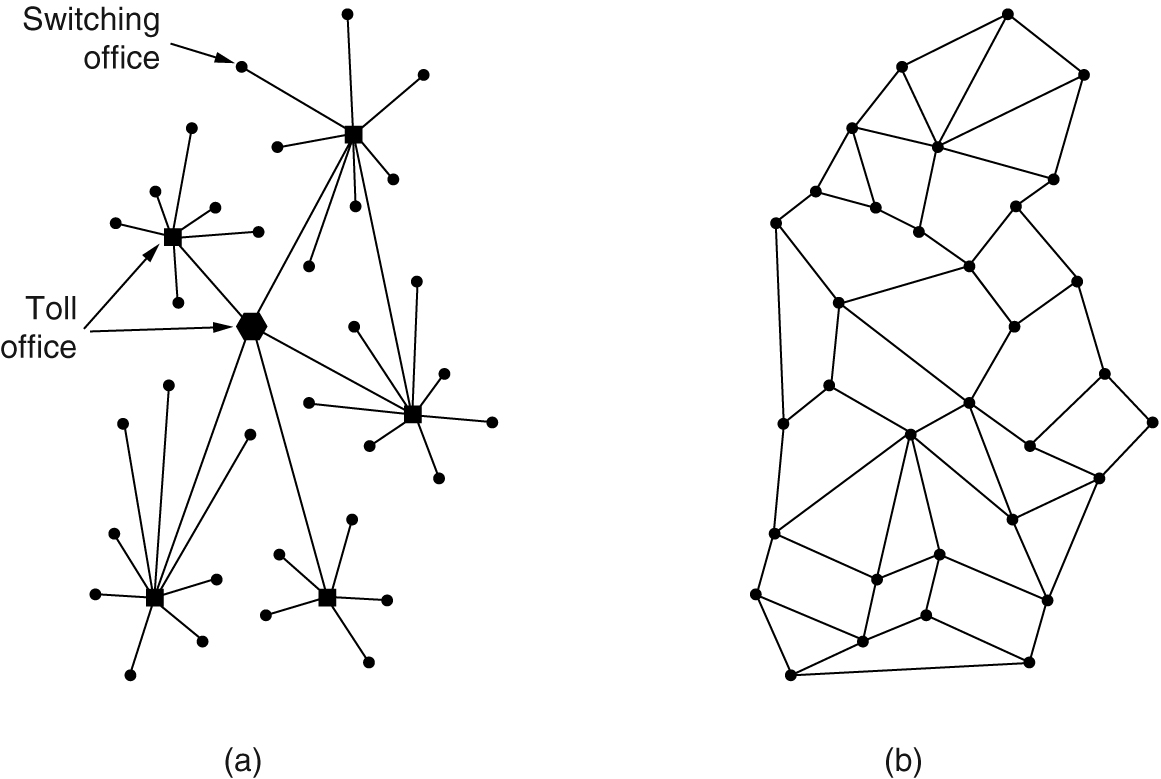 Switching
office
Toll
office
(a)
(b)